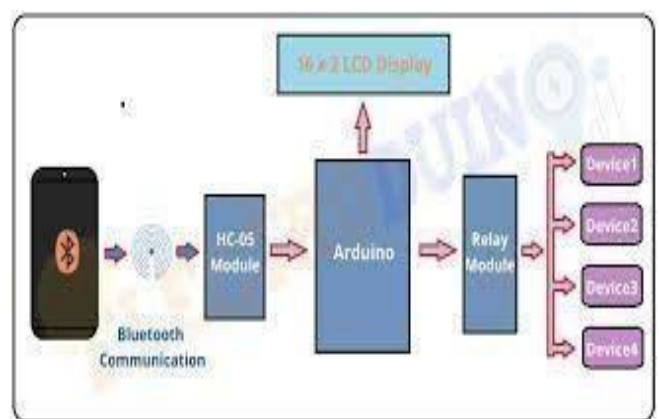 16 x 2 LCD Display
HC-05
Module
Arduino
Relay
Module
Device1
Device2
Device3
Device4
Bluetooth
Communication